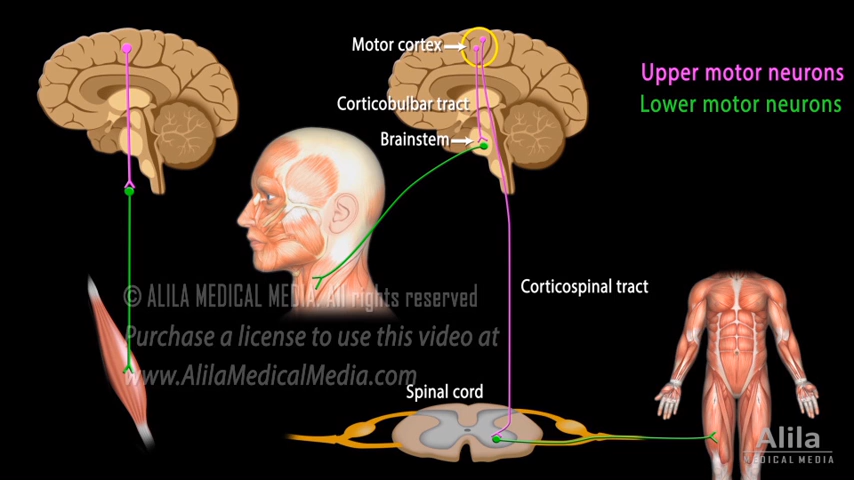 Motor cortex
Upper motor neurons
Lower motor neurons
Corticobulbar tract
Brainstem
Corticospinal tract
© ALILA MEDICAL MEDIA. All rights reserved
Purchase a license to use this video at
www.AlilaMedicalMedia.com
Spinal cord
Alila
MEDICAL MEDIA